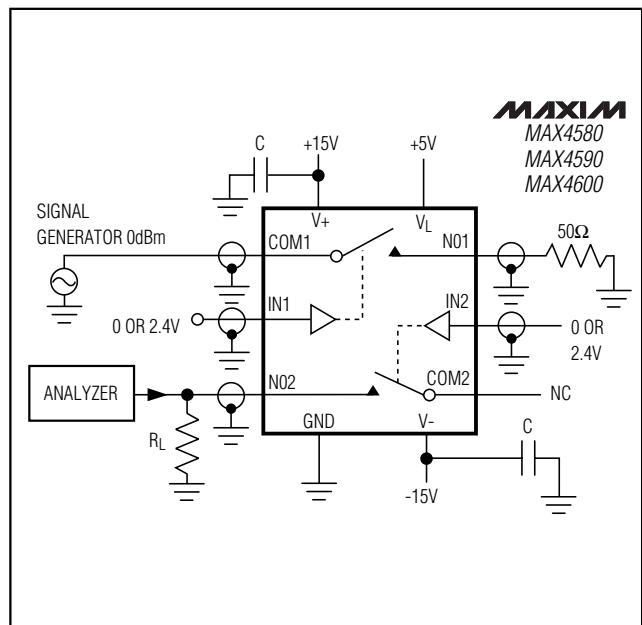 MAXIM
MAX4580
MAX4590
MAX4600
C
+15V
+5V
SIGNAL
GENERATOR 0dBm
V+
VL
50Ω
COM1
N01
IN1
IN2
0 OR 2.4V
0 OR
2.4V
ANALYZER
N02
COM2
NC
RL
GND
V-
C
-15V